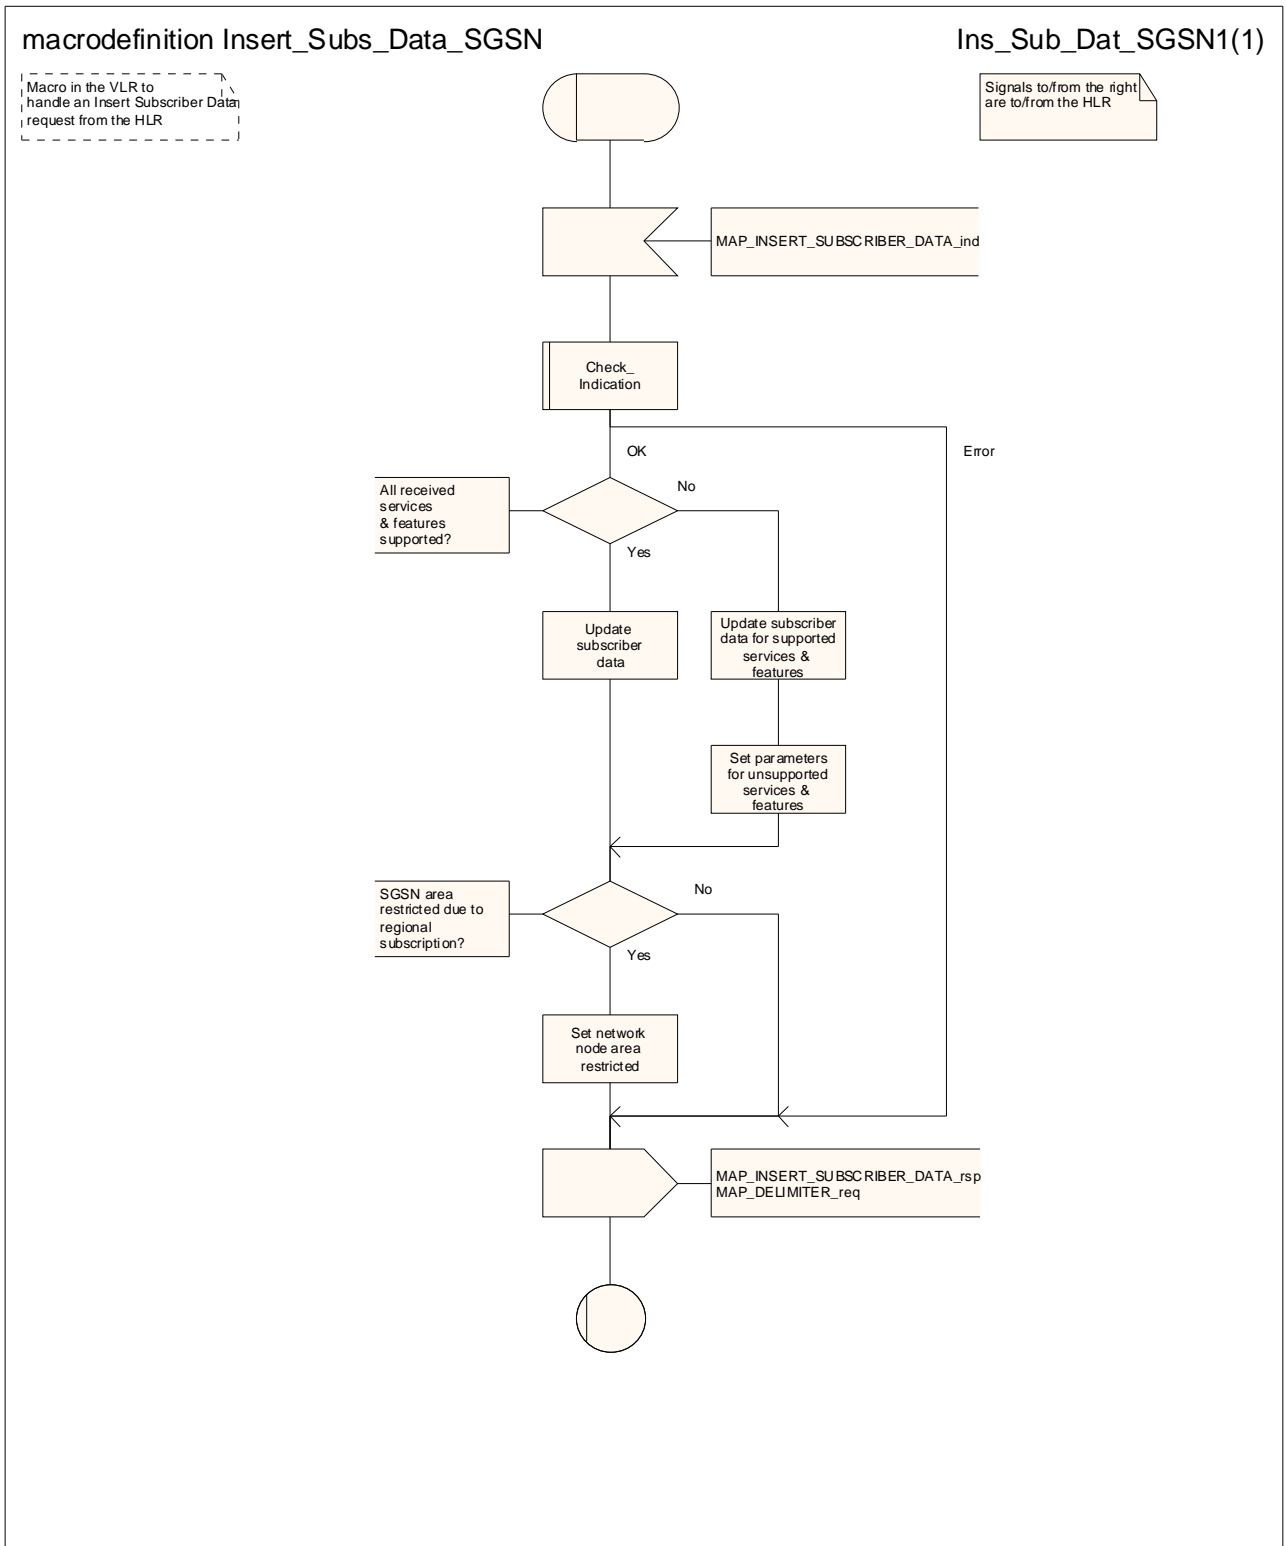 macrodefinition Insert_Subs_Data_SGSN
Ins_Sub_Dat_SGSN1(1)
Macro in the VLR to
handle an Insert Subscriber Data
request from the HLR
Signals to/from the right
are to/from the HLR
MAP_INSERT_SUBSCRIBER_DATA_ind
Check_
Indication
OK
Error
All received
services
& features
supported?
No
Yes
Update
subscriber
data
Update subscriber
data for supported
services &
features
Set parameters
for unsupported
services &
features
SGSN area
restricted due to
regional
subscription?
No
Yes
Set network
node area
restricted
MAP_INSERT_SUBSCRIBER_DATA_rsp
MAP_DELIMITER_req